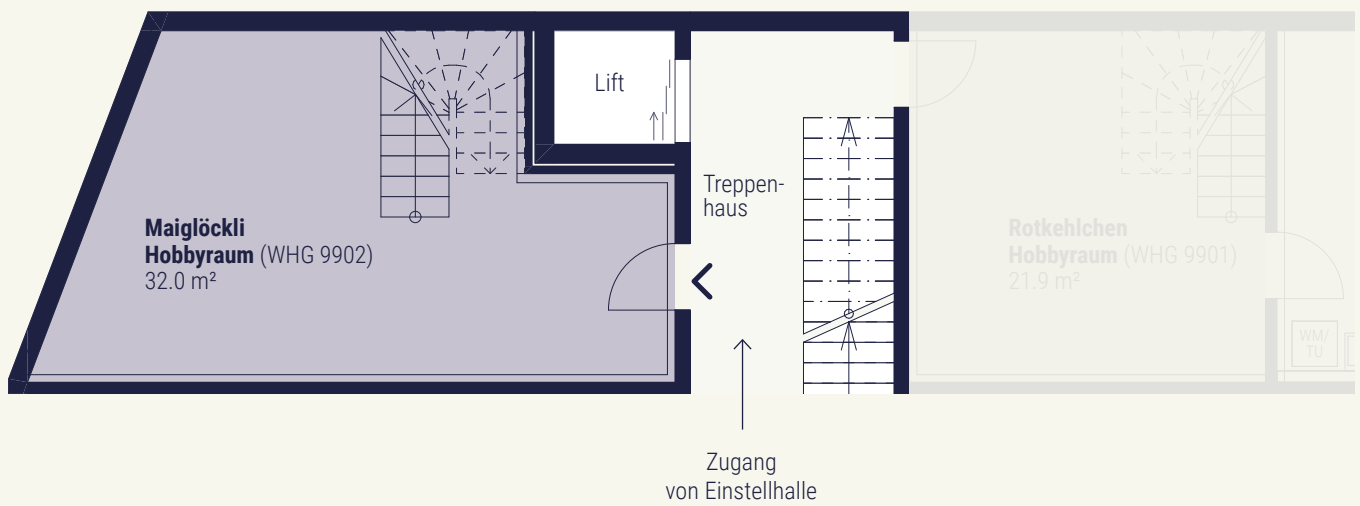 Lift
Treppen-
haus
Maiglöckli
Hobbyraum (WHG 9902)
32.0 m²
Rotkehlchen
Hobbyraum (WHG 9901)
21.9 m²
WM/
TU
Zugang
von Einstellhalle